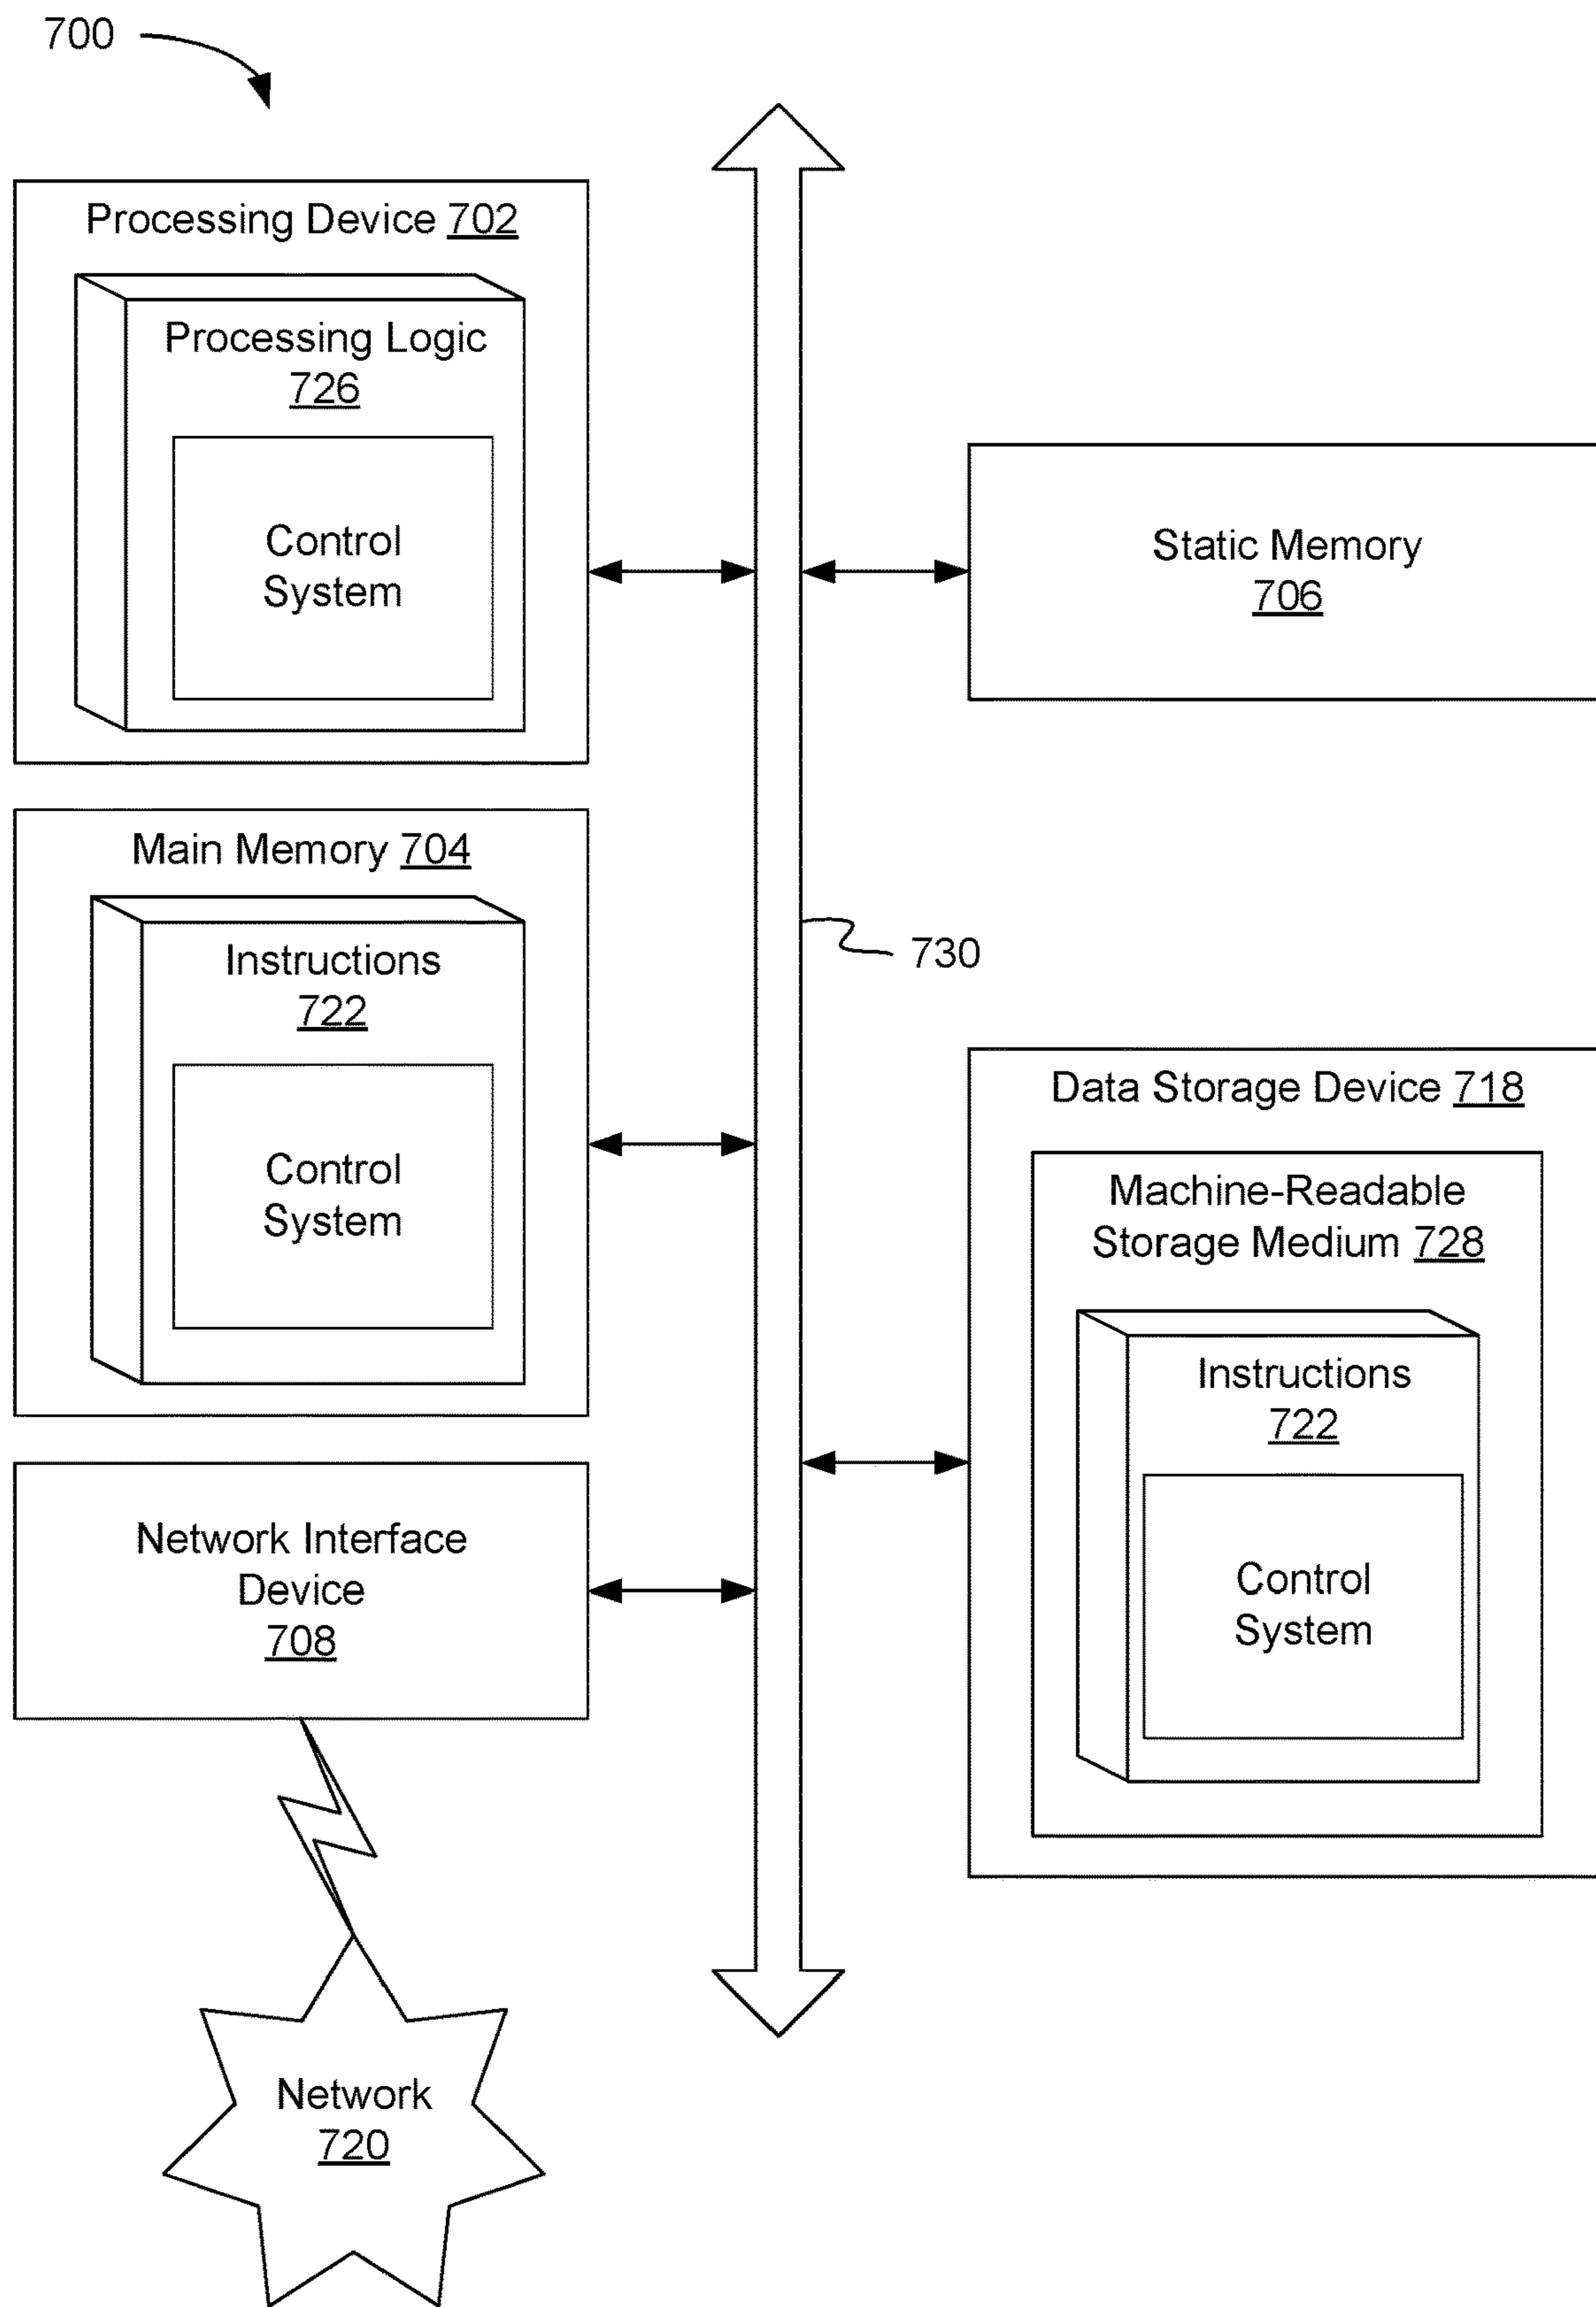 700
Processing Device 702
Processing Logic
726
Control
System
Static Memory
706
Main Memory 704
Instructions
722
Control
System
730
Data Storage Device 718
Machine-Readable
Storage Medium 728
Instructions
722
Control
System
Network Interface
Device
708
Network
720